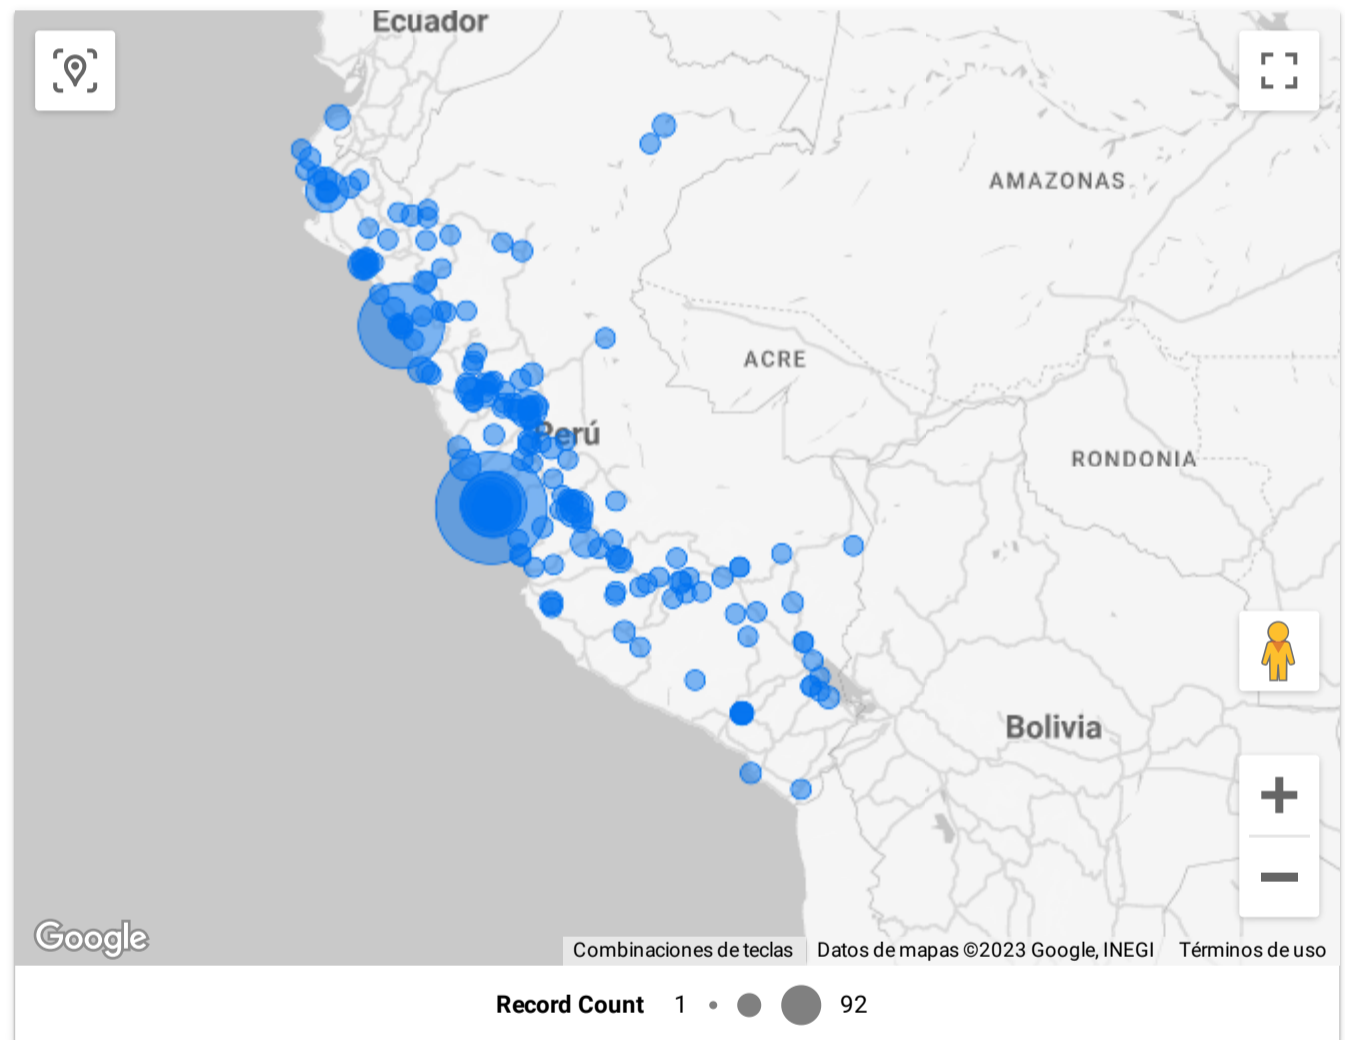 Ecuador
AMAZONAS
ACRE
Perú
RONDONIA
Bolivia
Google
Combinaciones de teclas
Datos de mapas ©2023 Google, INEGI
Términos de uso
Record Count 1 92